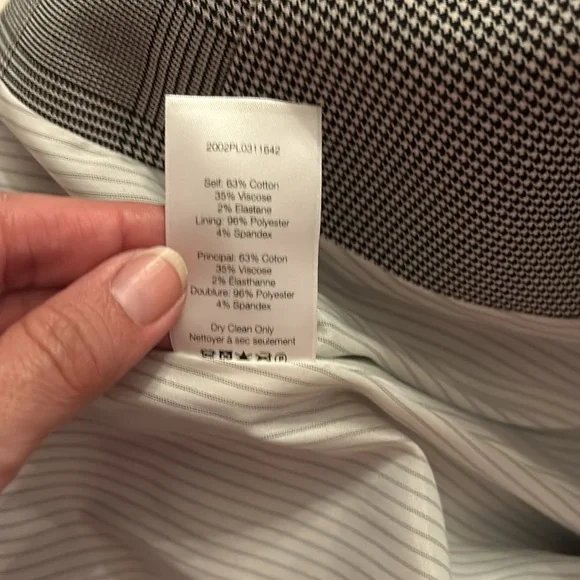 2002PL0311642
Self: 63% Cotton
35% Viscose
2% Elastane
Lining: 96% Polyester
4% Spandex
Principal: 63% Coton
35% Viscose
2% Élasthanne
Doublure: 96% Polyester
4% Spandex
Dry Clean Only
Nettoyer à sec seulement